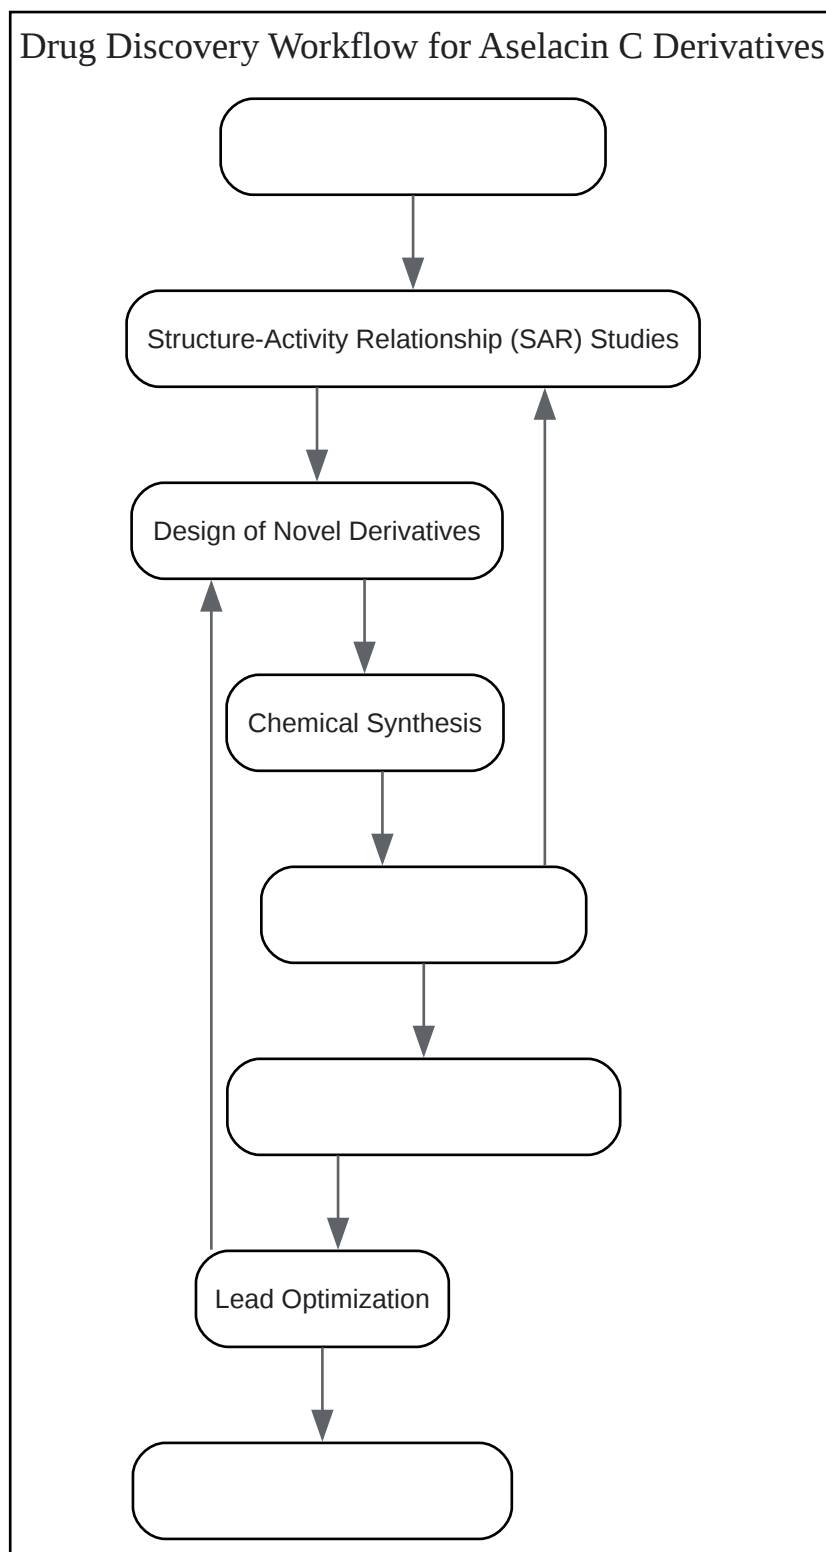 Drug Discovery Workflow for Aselacin C Derivatives
Structure-Activity Relationship (SAR) Studies
Design of Novel Derivatives
Chemical Synthesis
Lead Optimization